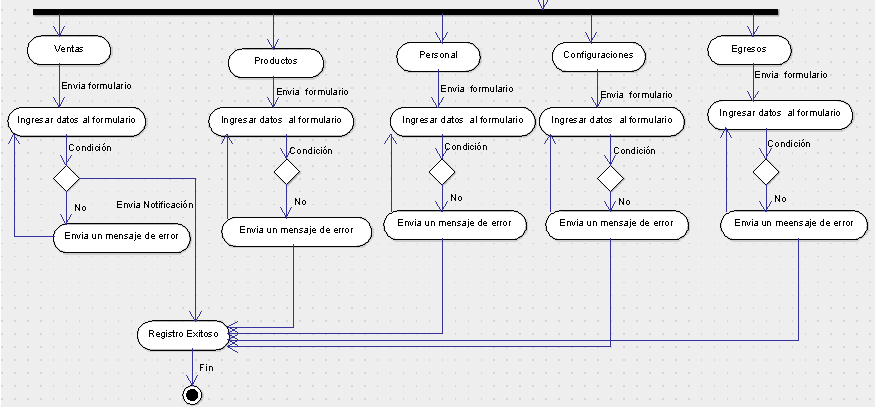 Ventas
Productos
Personal
Configuraciones
Egresos
Envia formulario
Envia formulario
Envia formulario
Envia formulario
Envia formulario
Ingresar datos al formulario
Ingresar datos al formulario
Ingresar datos al formulario
Ingresar datos al formulario
Ingresar datos al formulario
Condición
Condición
Condición
Condición
Condición
No
Envia Notificación
No
No
No
No
Envia un mensaje de error
Envia un mensaje de error
Envia un mensaje de error
Envia un mensaje de error
Envia un meensaje de error
Registro Exitoso
Fin